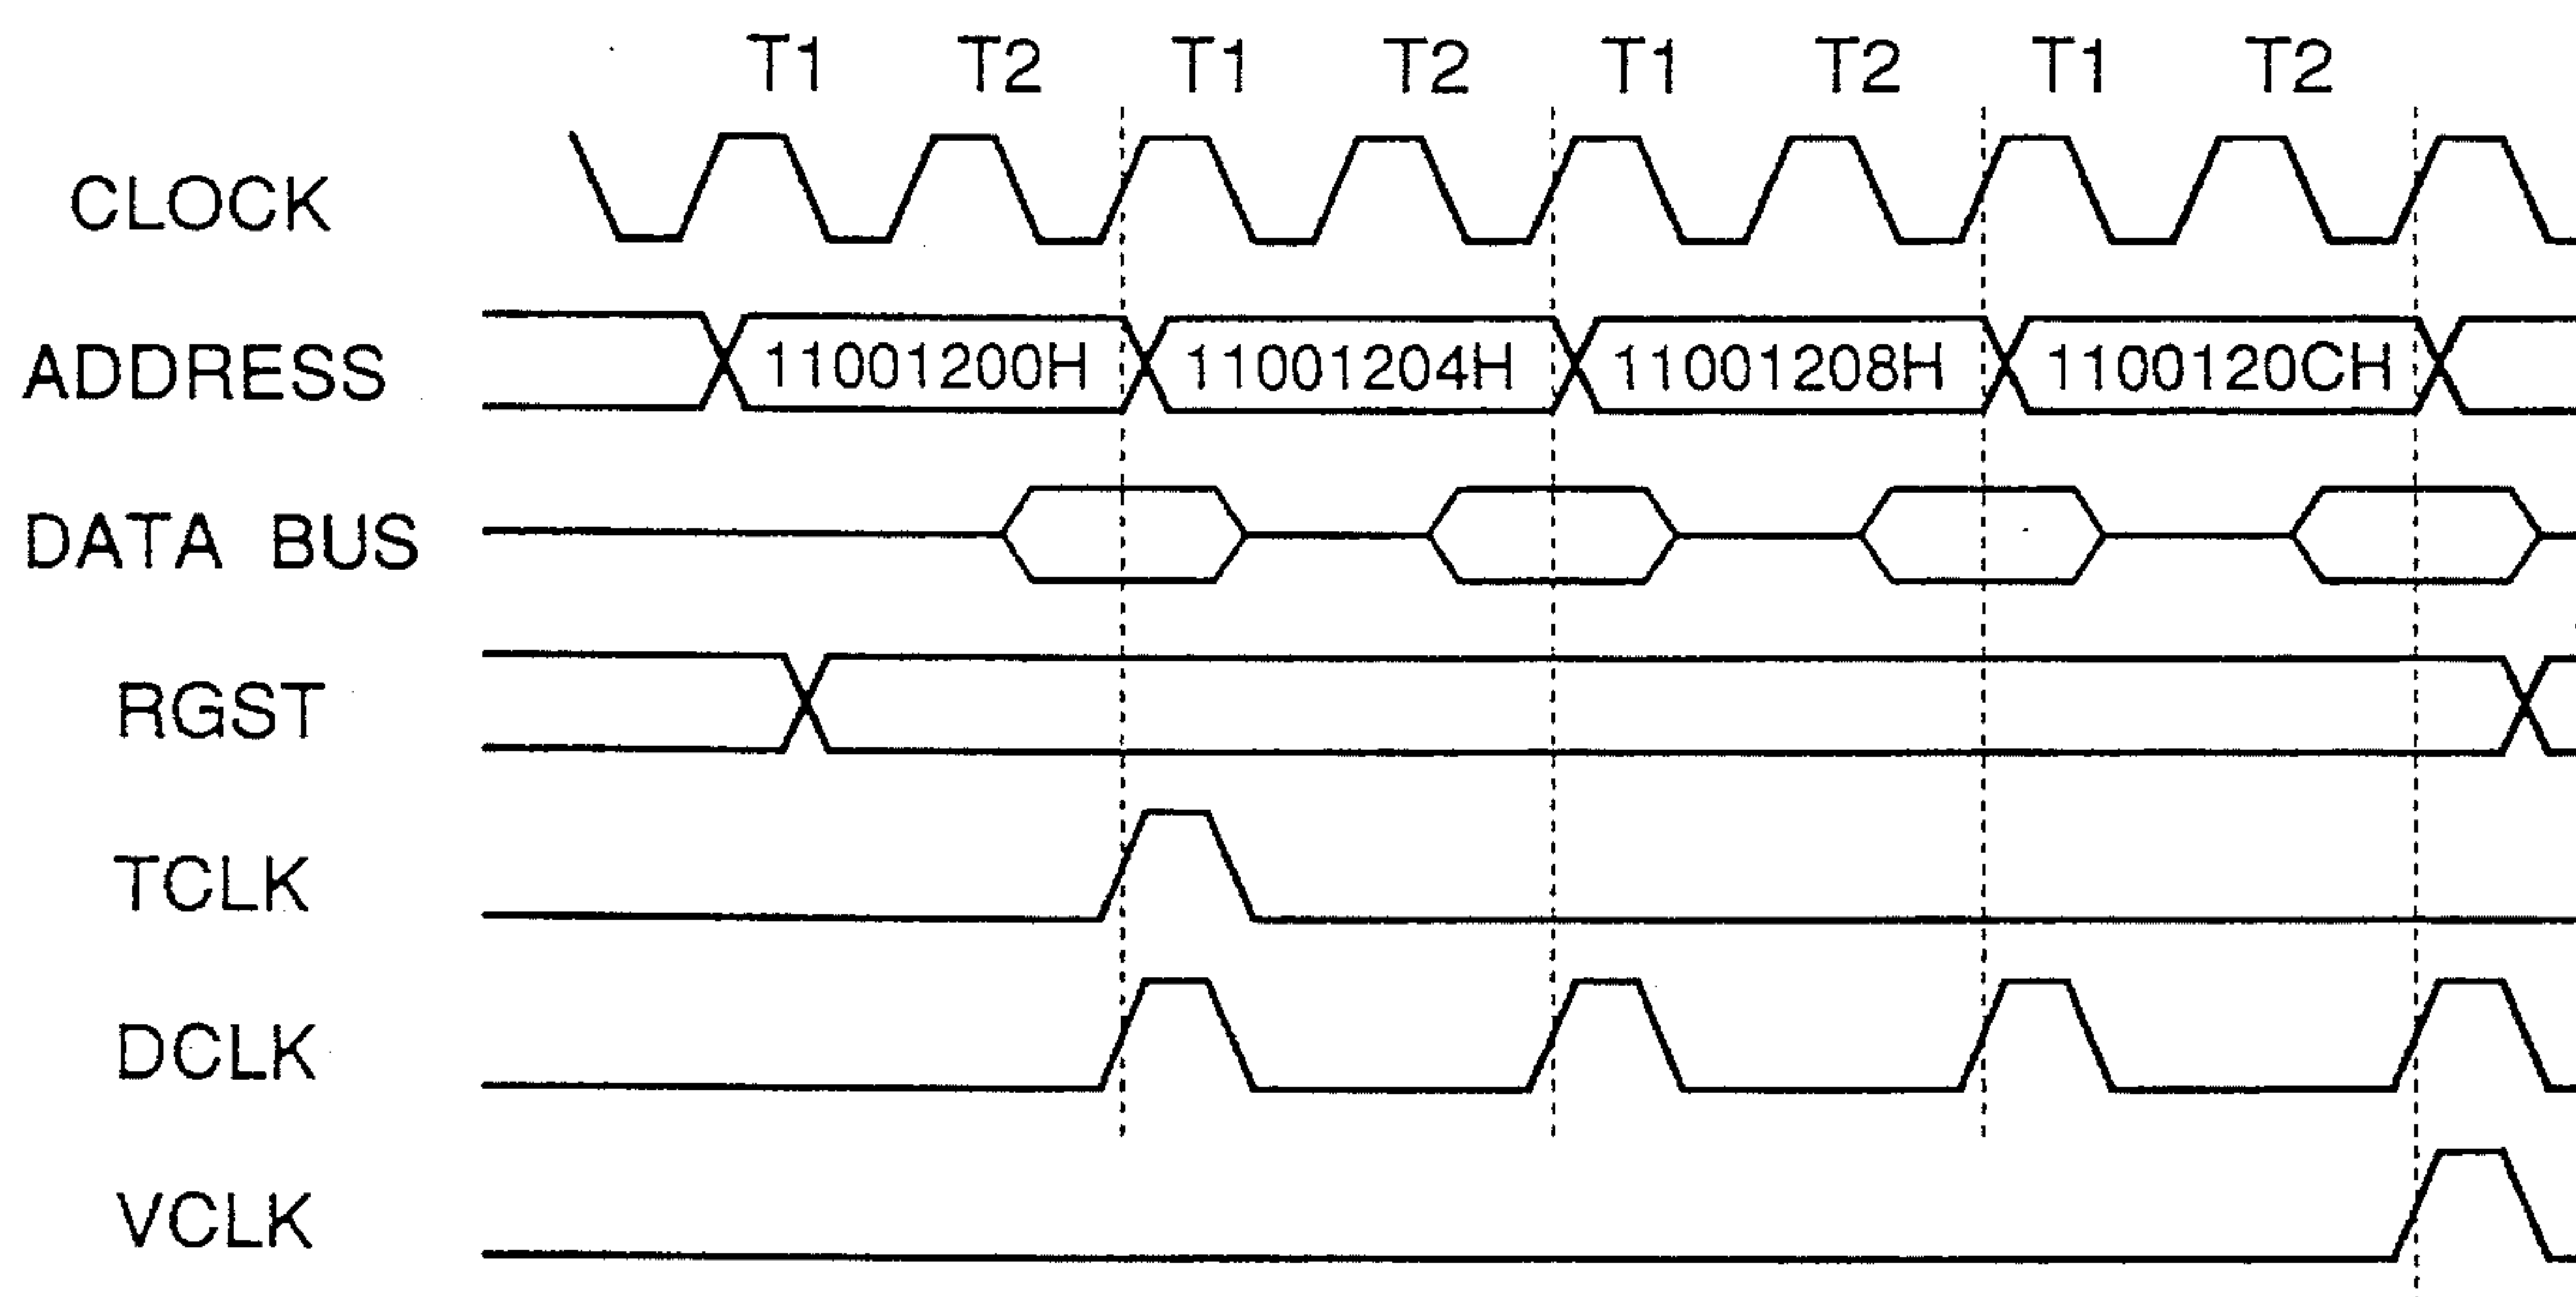 T1 T2 T1 T2 T1 T2 T1 T2
CLOCK
ADDRESS 11001200H 11001204H 11001208H 1100120CH
DATA BUS
RGST
TCLK
DCLK
VCLK